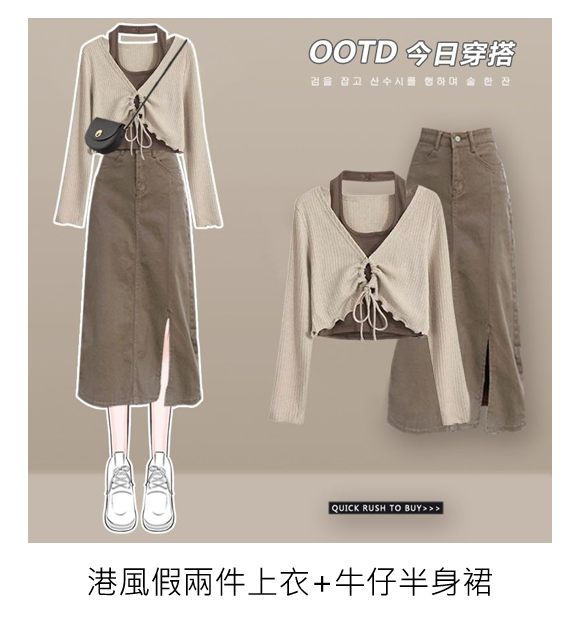 OOTD 今日穿搭
검을 잡고 산수시를 행하며 술 한 잔
QUICK RUSH TO BUY>>>
港風假兩件上衣+牛仔半身裙